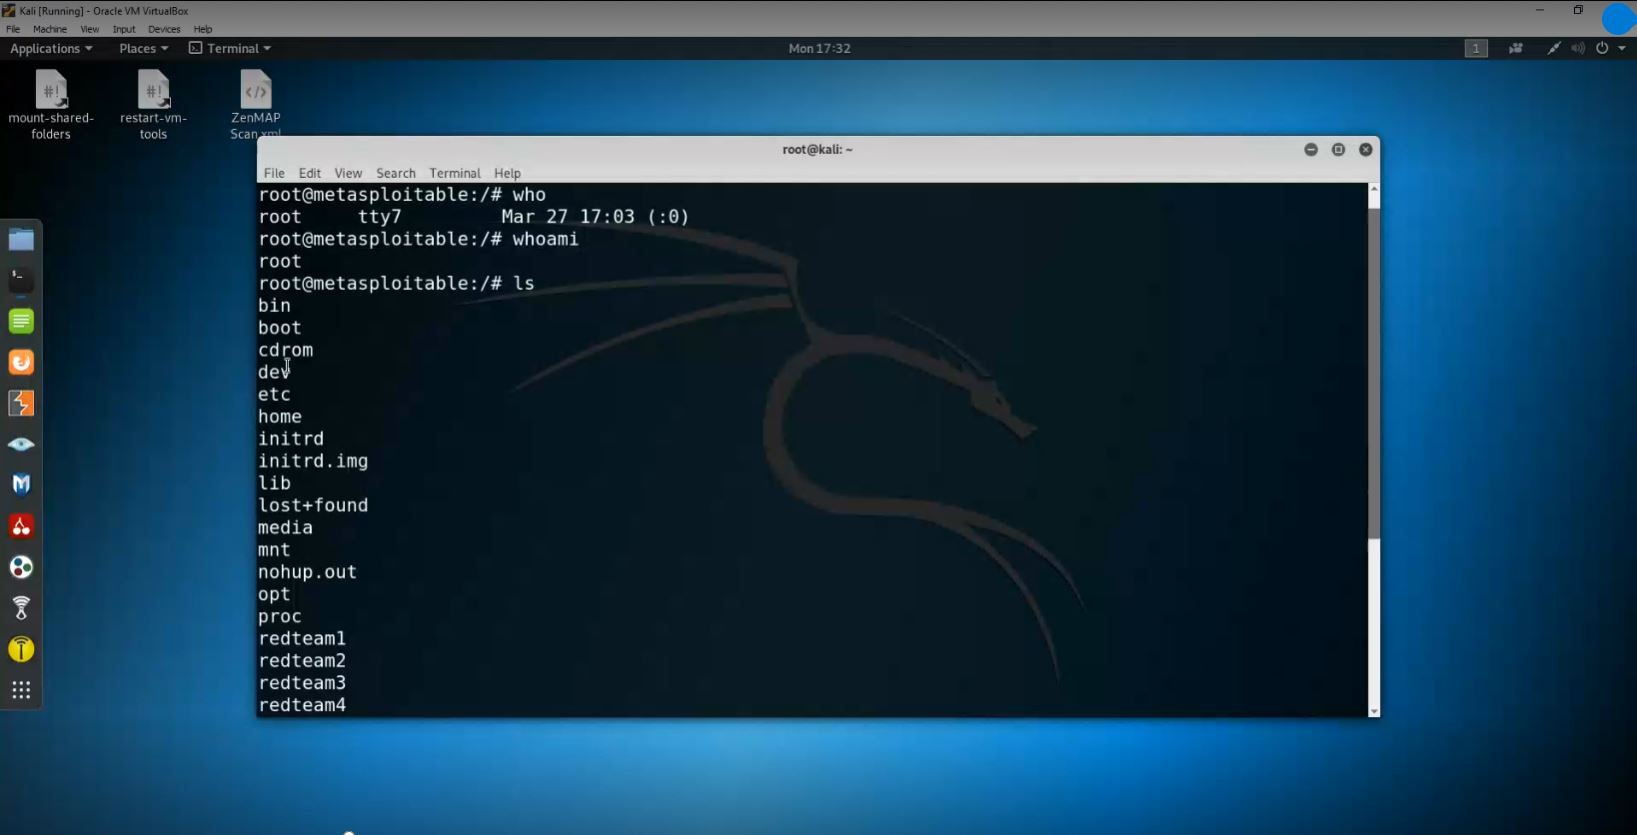 Kali [Running] - Oracle VM VirtualBox
File Machine View Input Devices Help
Applications Places Terminal Mon 17:32 1
mount-shared-folders
restart-vm-tools
ZenMAP Scan.xml
root@kali: ~
File Edit View Search Terminal Help
root@metasploitable:/# who
root tty7 Mar 27 17:03 (:0)
root@metasploitable:/# whoami
root
root@metasploitable:/# ls
bin
boot
cdrom
dev
etc
home
initrd
initrd.img
lib
lost+found
media
mnt
nohup.out
opt
proc
redteam1
redteam2
redteam3
redteam4